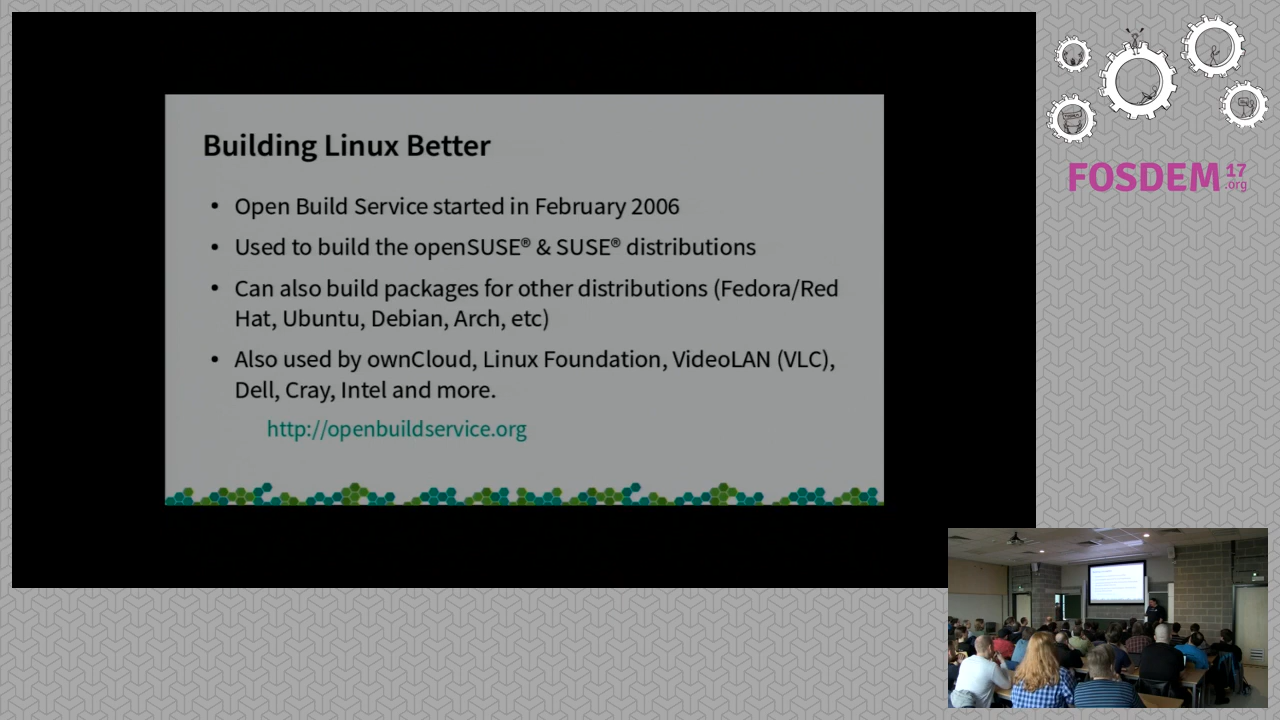 Building Linux Better
• Open Build Service started in February 2006
• Used to build the openSUSE® & SUSE® distributions
• Can also build packages for other distributions (Fedora/Red
Hat, Ubuntu, Debian, Arch, etc)
• Also used by ownCloud, Linux Foundation, VideoLAN (VLC),
Dell, Cray, Intel and more.
http://openbuildservice.org
FOSDEM 17
.org